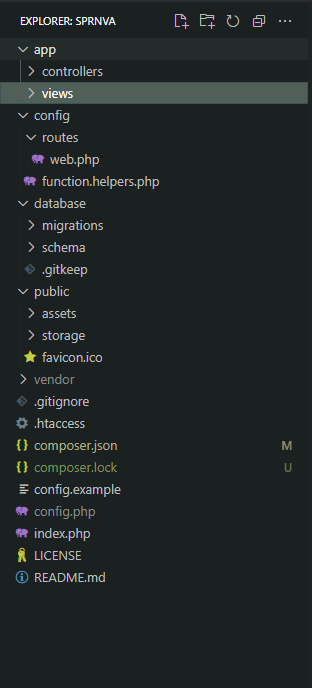 EXPLORER: SPRNVA
app
controllers
views
config
routes
web.php
function.helpers.php
database
migrations
schema
.gitkeep
public
assets
storage
favicon.ico
vendor
.gitignore
.htaccess
composer.json M
composer.lock U
config.example
config.php
index.php
LICENSE
README.md